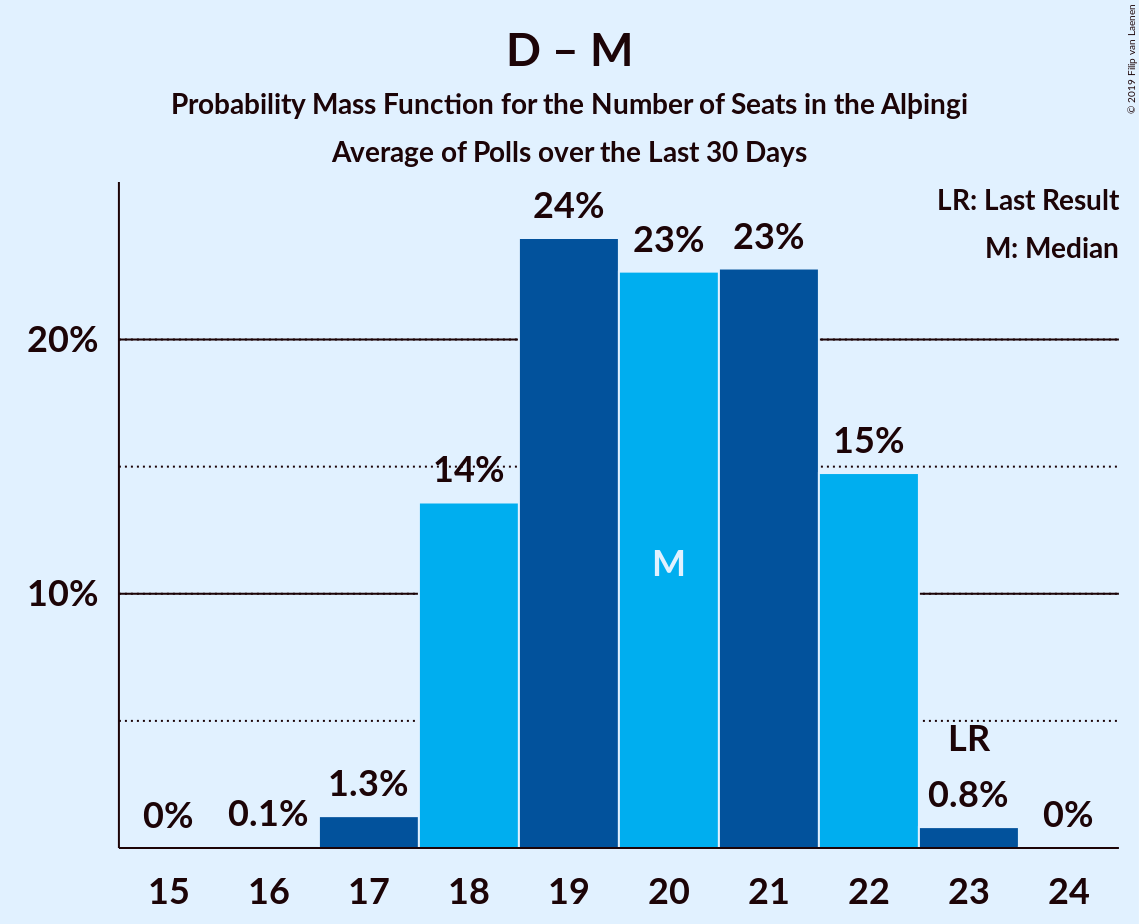 D – M
Probability Mass Function for the Number of Seats in the Alþingi
Average of Polls over the Last 30 Days
© 2019 Filip van Laenen
LR: Last Result
M: Median
24%
23%
23%
20%
15%
14%
M
10%
LR
1.3%
0.8%
0%
0.1%
0%
15 16 17 18 19 20 21 22 23 24